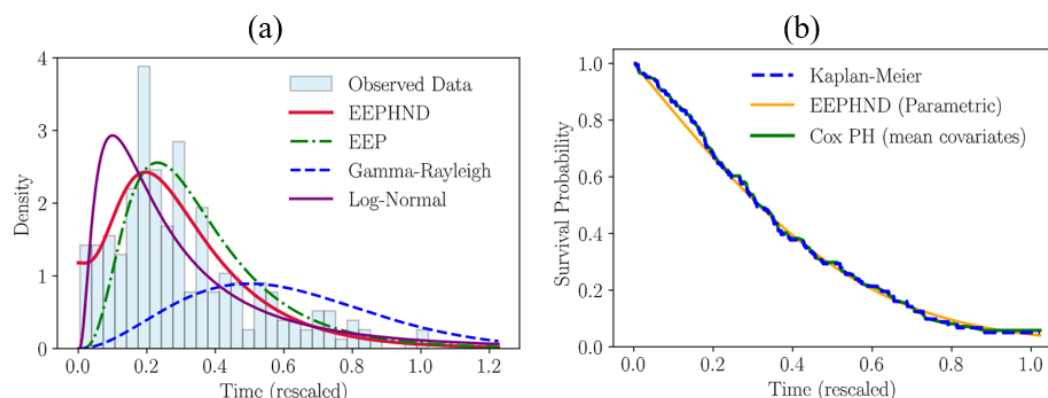 (a)
Density
4
3
2
1
0
Observed Data
EEPHND
EEP
Gamma-Rayleigh
Log-Normal
0.0 0.2 0.4 0.6 0.8 1.0 1.2
Time (rescaled)
(b)
Survival Probability
1.0
0.8
0.6
0.4
0.2
0.0
Kaplan-Meier
EEPHND (Parametric)
Cox PH (mean covariates)
0.0 0.2 0.4 0.6 0.8 1.0
Time (rescaled)